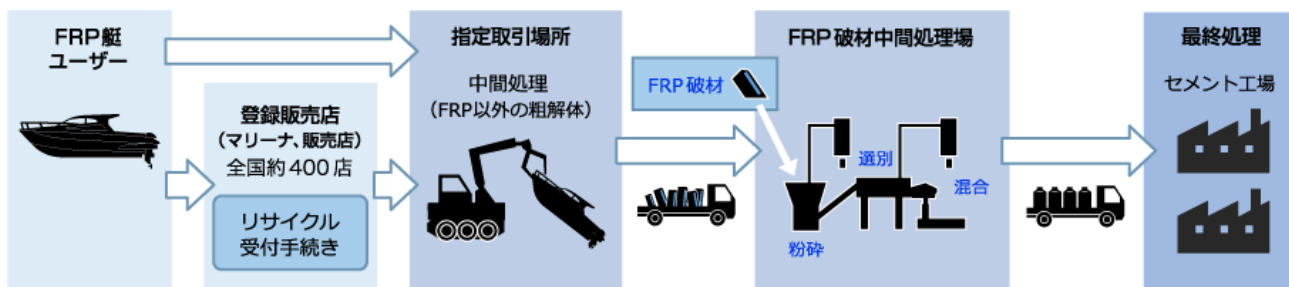 FRP艇
ユーザー
登録販売店
(マリーナ、販売店)
全国約400店
リサイクル
受付手続き
指定取引場所
中間処理
(FRP以外の粗解体)
FRP破材
FRP破材中間処理場
選別
混合
粉砕
最終処理
セメント工場